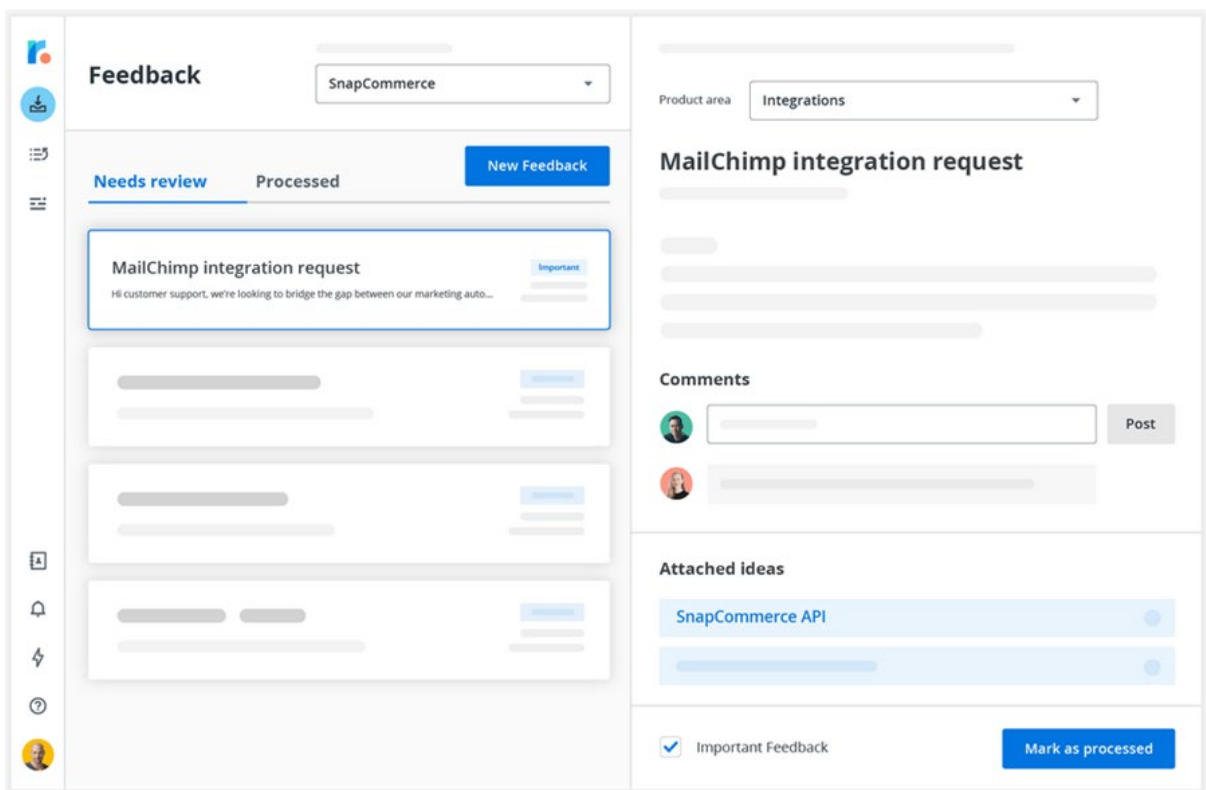 Feedback
SnapCommerce
Needs review
Processed
New Feedback
MailChimp integration request
Important
Hi customer support, we're looking to bridge the gap between our marketing auto...
Product area
Integrations
MailChimp integration request
Comments
Post
Attached ideas
SnapCommerce API
Important Feedback
Mark as processed